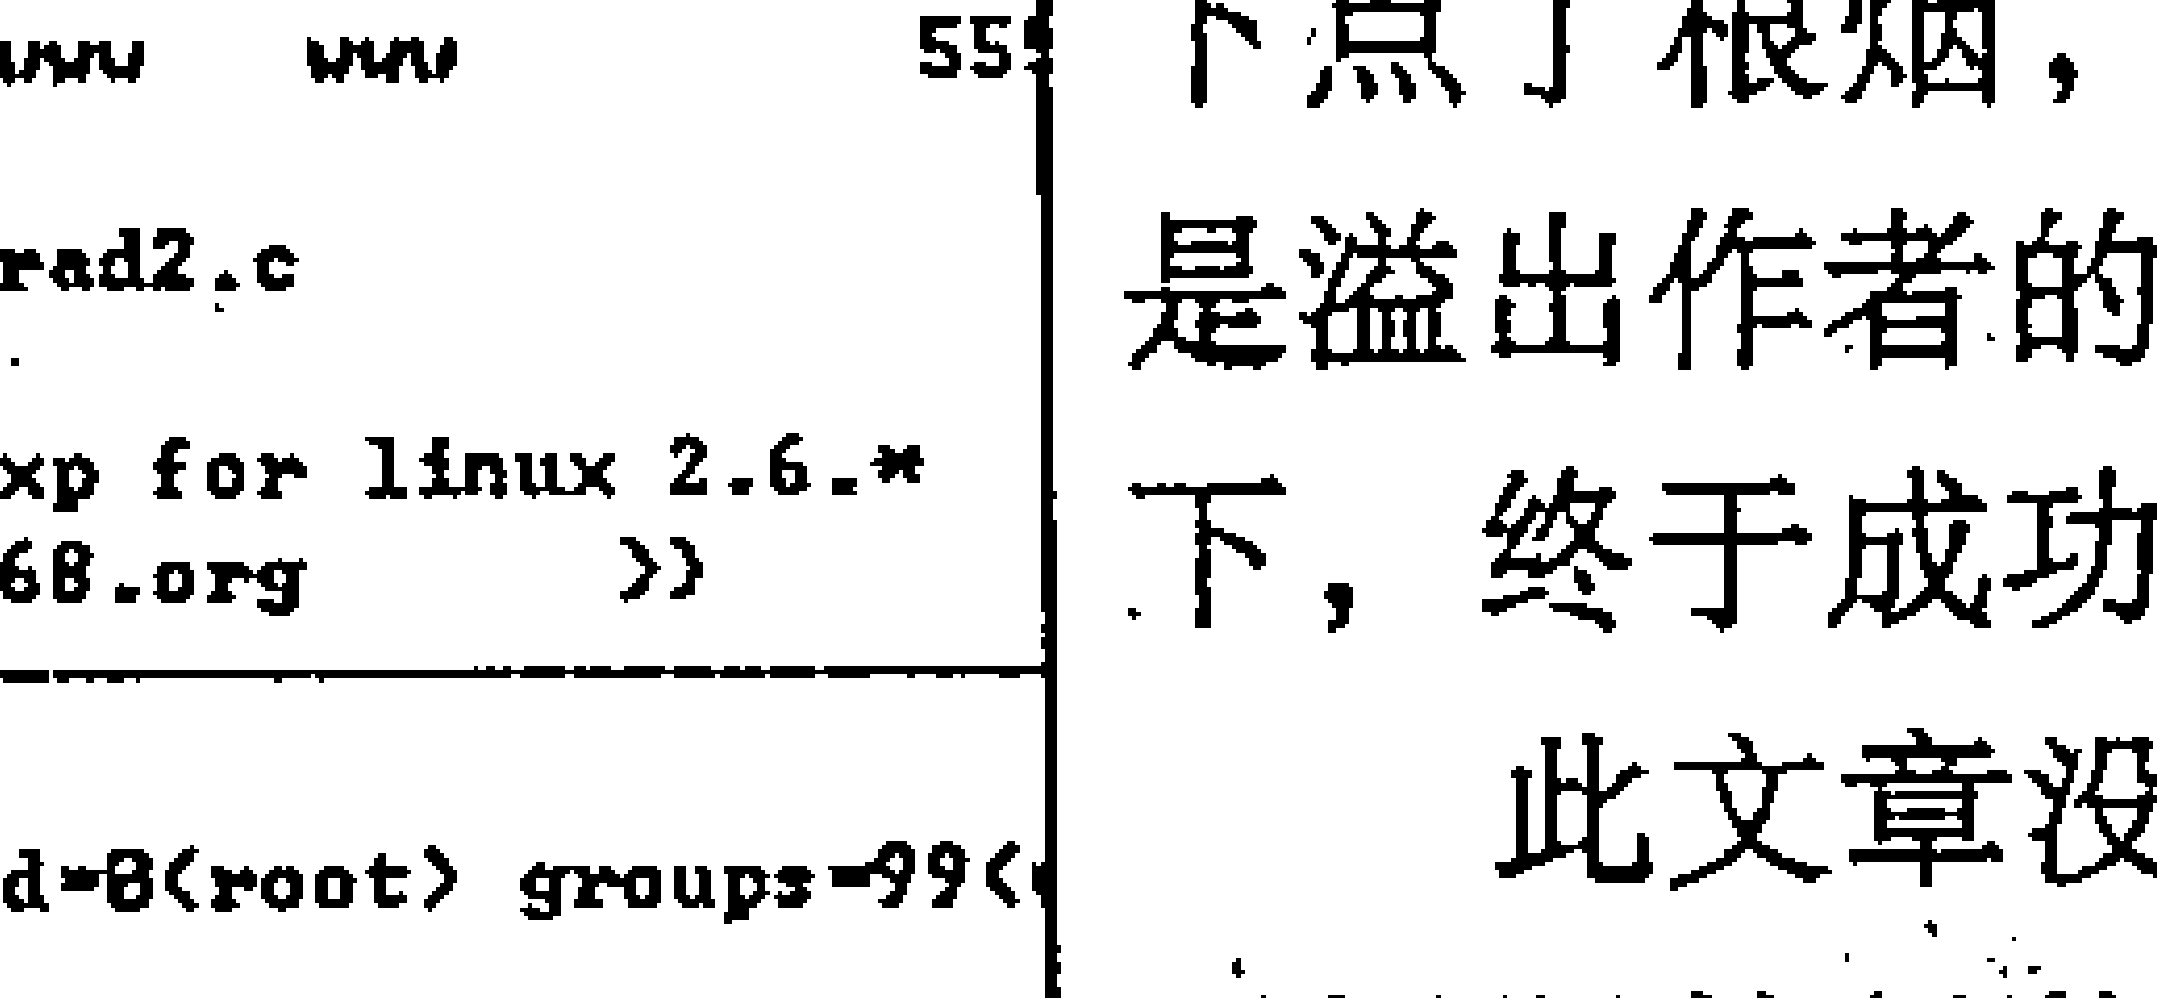 www www 55
rad2.c
xp for linux 2.6.*
68.org >>
d=0(root) groups=99(
下点了根烟，
是溢出作者的
下，终于成功
此文章没